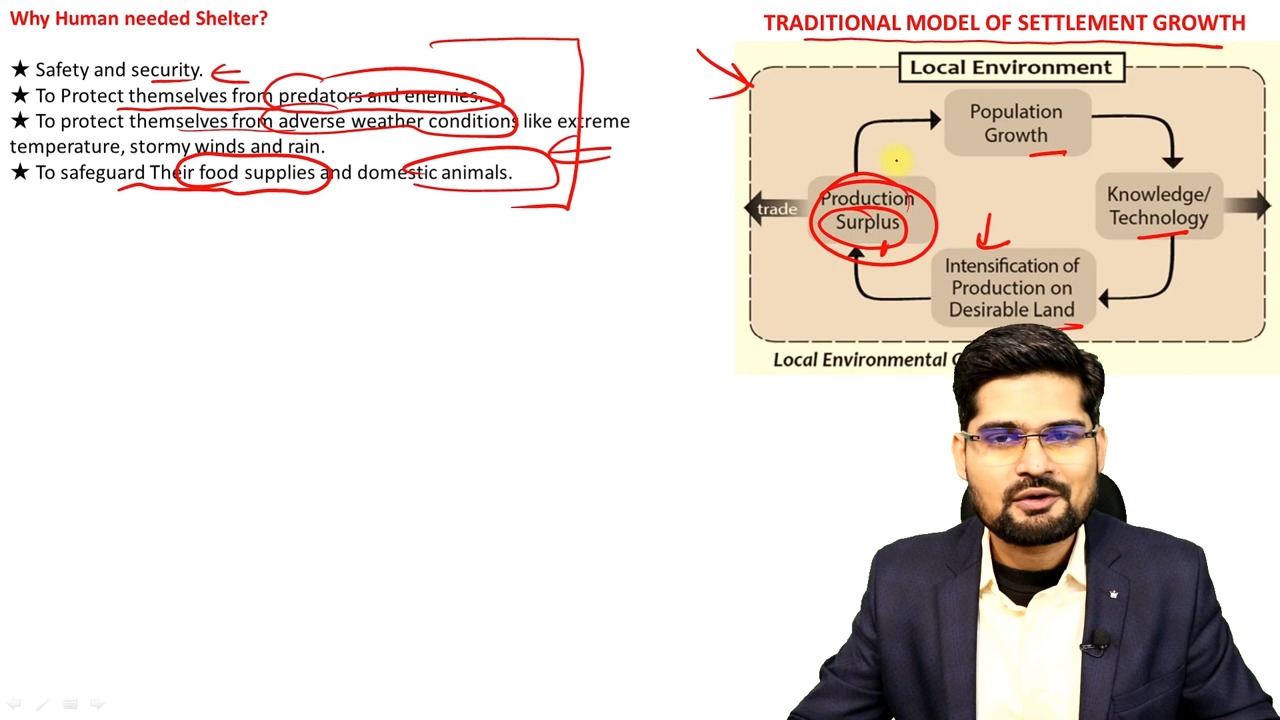 Why Human needed Shelter?
★ Safety and security.
★ To Protect themselves from predators and enemies.
★ To protect themselves from adverse weather conditions like extreme
temperature, stormy winds and rain.
★ To safeguard Their food supplies and domestic animals.
TRADITIONAL MODEL OF SETTLEMENT GROWTH
Local Environment
Population
Growth
Knowledge/
Technology
Intensification of
Production on
Desirable Land
Production
Surplus
trade
Local Environmental